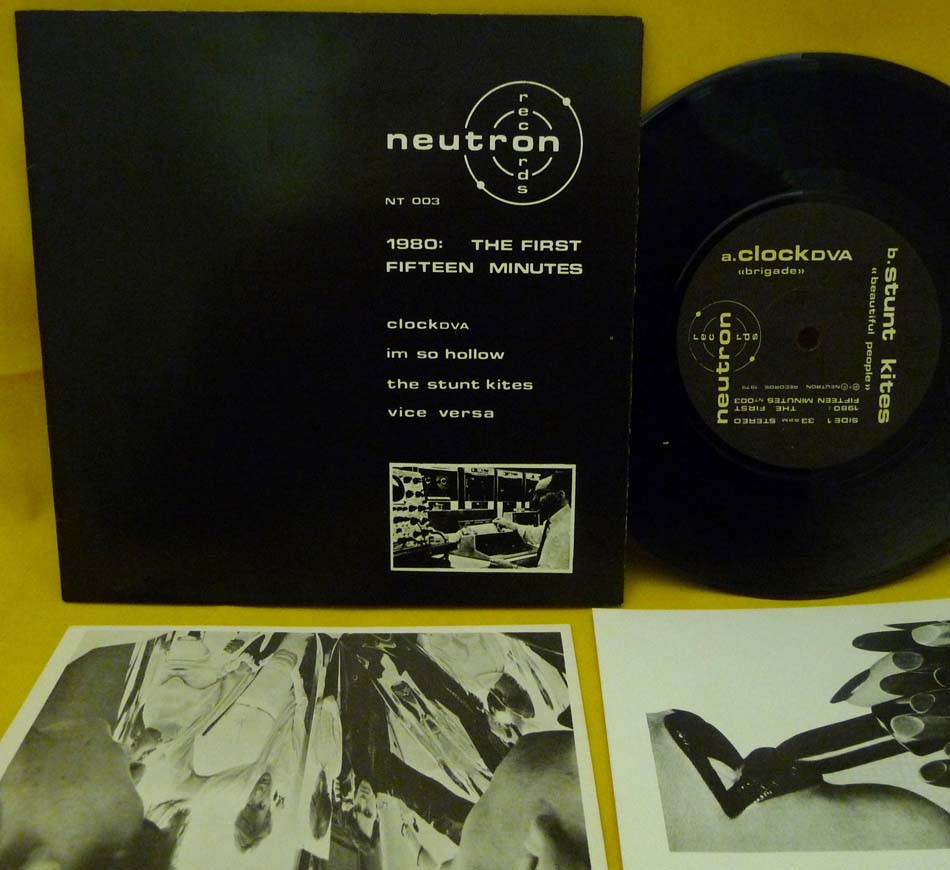 neutron
records
NT 003
1980: THE FIRST
FIFTEEN MINUTES
clockDVA
im so hollow
the stunt kites
vice versa
a.clockDVA
«brigade»
b.stunt kites
«beautiful people»
neutron
records
SIDE 1 33 RPM STEREO
1980: THE FIRST
FIFTEEN MINUTES NT003
℗©NEUTRON RECORDS 1979